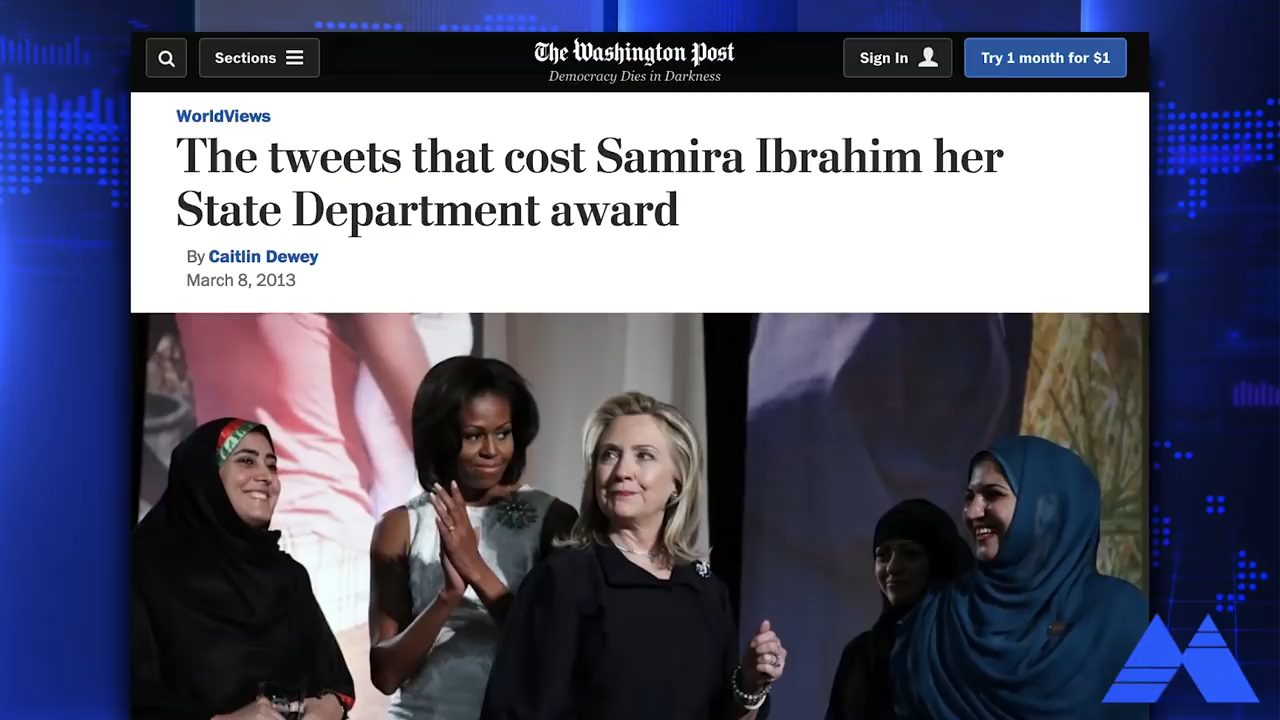 Sections
The Washington Post
Democracy Dies in Darkness
Sign In
Try 1 month for $1
WorldViews
The tweets that cost Samira Ibrahim her
State Department award
By Caitlin Dewey
March 8, 2013